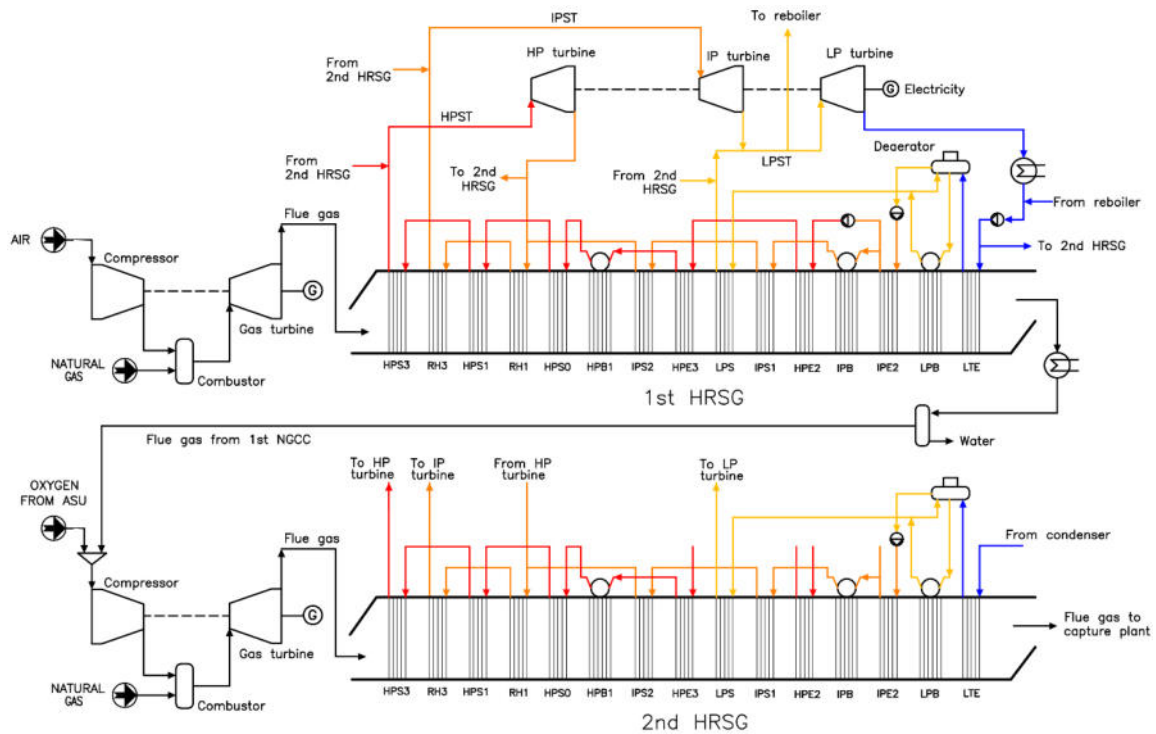 IPST
To reboiler
HP turbine
IP turbine
LP turbine
From
2nd HRSG
G
Electricity
HPST
Deaerator
From
2nd HRSG
To 2nd
HRSG
From 2nd
HRSG
LPST
Flue gas
From reboiler
AIR
To 2nd HRSG
Compressor
G
Gas turbine
NATURAL
GAS
Combustor
HPS3
RH3
HPS1
RH1
HPS0
HPB1
IPS2
HPE3
LPS
IPS1
HPE2
IPB
IPE2
LPB
LTE
1st HRSG
Flue gas from 1st NGCC
Water
To HP
turbine
To IP
turbine
From HP
turbine
To LP
turbine
OXYGEN
FROM ASU
Flue gas
From condenser
Compressor
G
Gas turbine
Flue gas to
capture plant
NATURAL
GAS
Combustor
HPS3
RH3
HPS1
RH1
HPS0
HPB1
IPS2
HPE3
LPS
IPS1
HPE2
IPB
IPE2
LPB
LTE
2nd HRSG